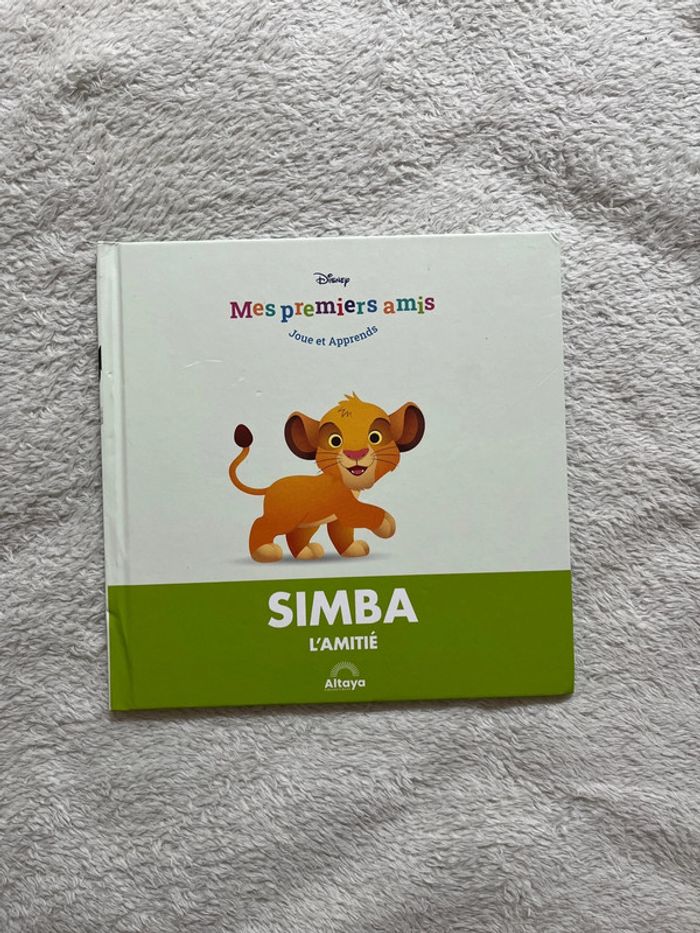 Disney
Mes premiers amis
Joue et Apprends
SIMBA
L'AMITIÉ
Altaya